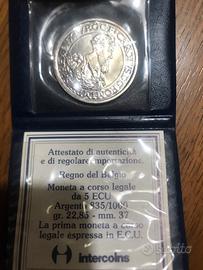 Attestato di autenticità
e di regolare importazione.
Regno del Belgio
Moneta a corso legale
da 5 ECU
Argento 835/1000
gr. 22,85 - mm. 37
La prima moneta a corso
legale espressa in E.C.U.
intercoins
subito